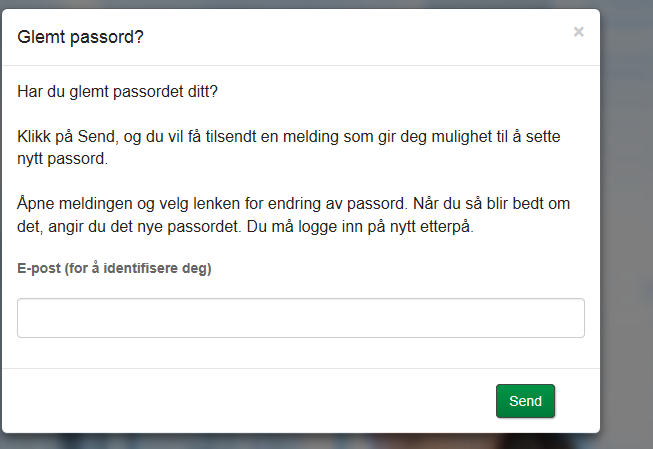 Glemt passord?
×
Har du glemt passordet ditt?
Klikk på Send, og du vil få tilsendt en melding som gir deg mulighet til å sette
nytt passord.
Åpne meldingen og velg lenken for endring av passord. Når du så blir bedt om
det, angir du det nye passordet. Du må logge inn på nytt etterpå.
E-post (for å identifisere deg)
Send